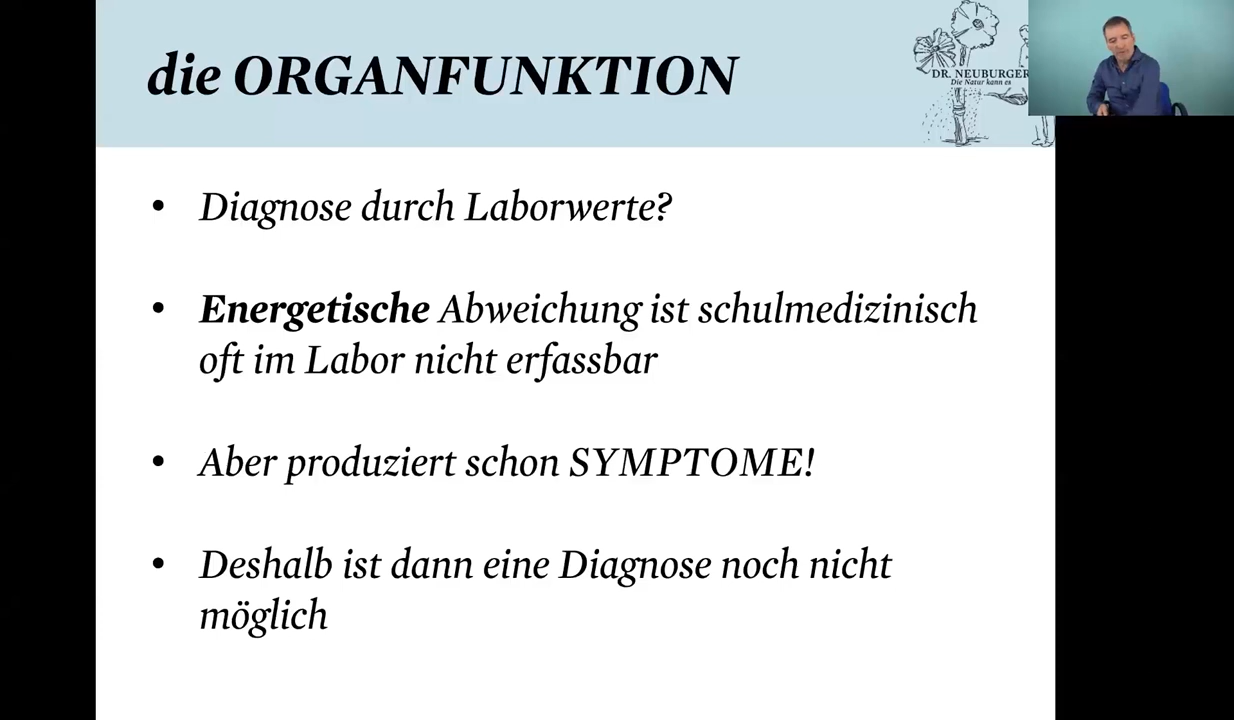 die ORGANFUNKTION
DR. NEUBURGER
Die Natur kann es
• Diagnose durch Laborwerte?
• Energetische Abweichung ist schulmedizinisch
oft im Labor nicht erfassbar
• Aber produziert schon SYMPTOME!
• Deshalb ist dann eine Diagnose noch nicht
möglich